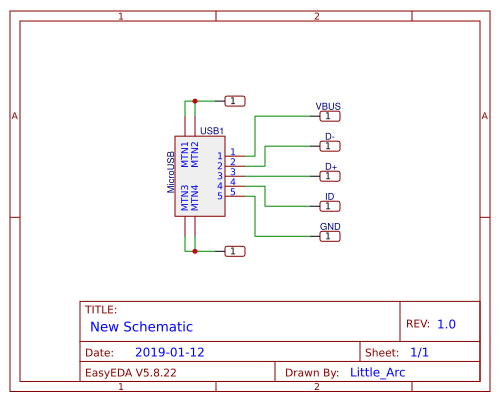 1 2
A A
1
VBUS
1
USB1
D-
1
MicroUSB
MTN1
MTN2
MTN3
MTN4
1 1
2 2
3 3
4 4
5 5
D+
1
ID
1
GND
1
1
TITLE:
New Schematic
REV: 1.0
Date: 2019-01-12
Sheet: 1/1
EasyEDA V5.8.22
Drawn By: Little_Arc
1 2